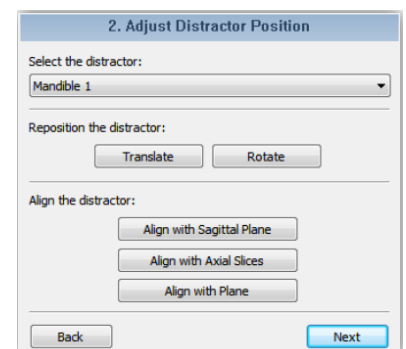 2. Adjust Distractor Position
Select the distractor:
Mandible 1
Reposition the distractor:
Translate Rotate
Align the distractor:
Align with Sagittal Plane
Align with Axial Slices
Align with Plane
Back Next